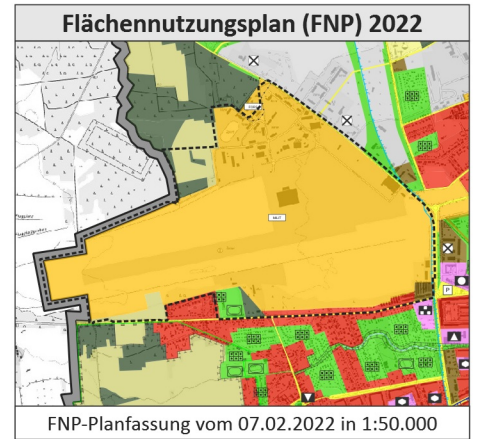 Flächennutzungsplan (FNP) 2022
P
FNP-Planfassung vom 07.02.2022 in 1:50.000